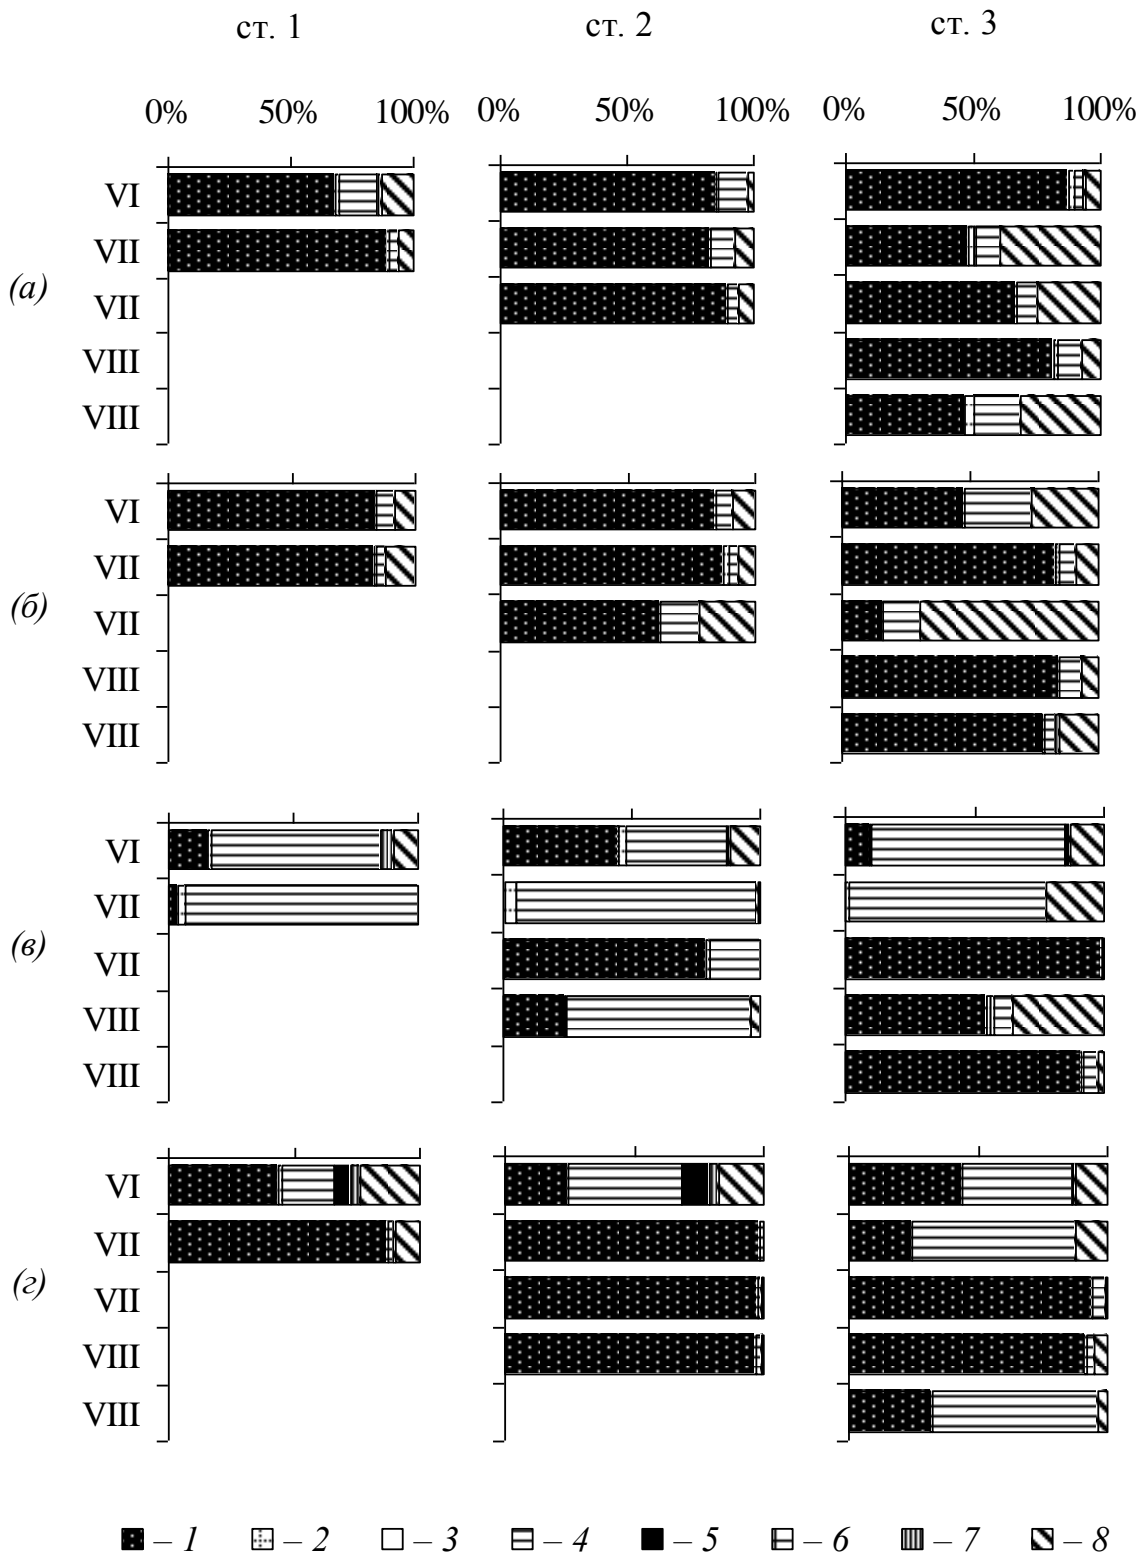 ст. 1 ст. 2 ст. 3
0% 50% 100% 0% 50% 100% 0% 50% 100%
VI
VII
(а)
VII
VIII
VIII
VI
VII
(б)
VII
VIII
VIII
VI
VII
(в)
VII
VIII
VIII
VI
VII
(г)
VII
VIII
VIII
– 1 – 2 – 3 – 4 – 5 – 6 – 7 – 8